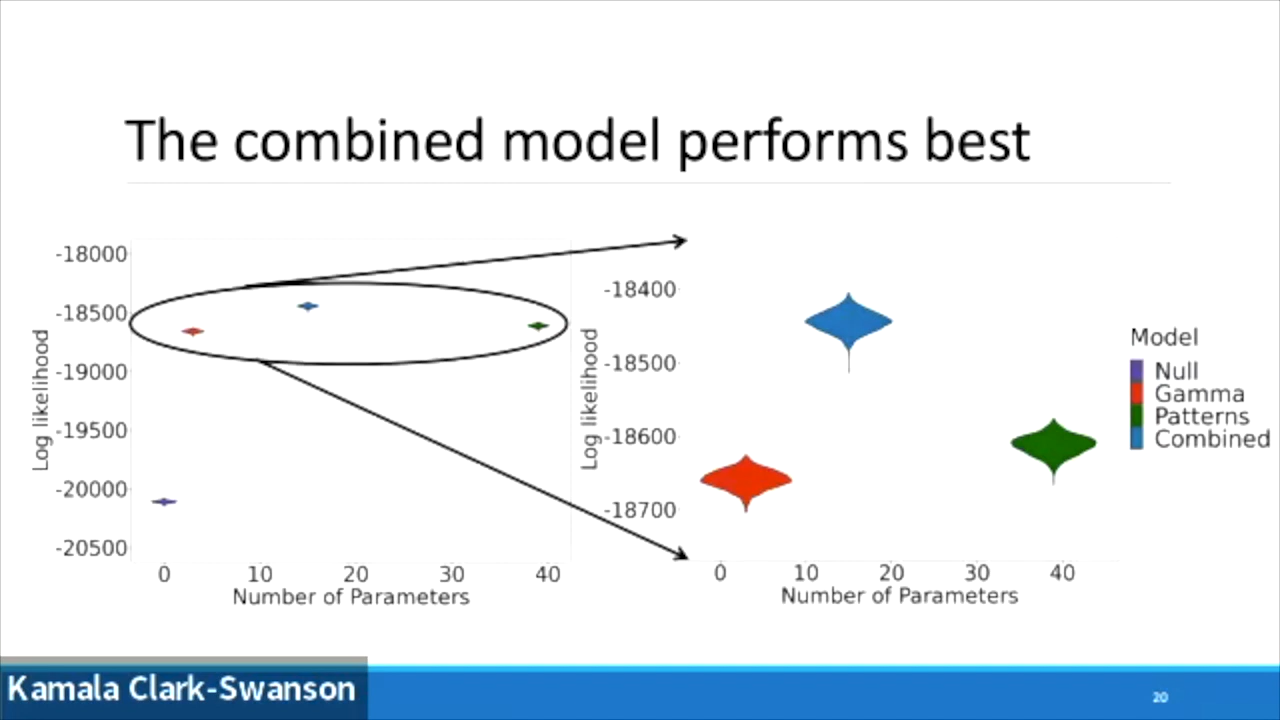 The combined model performs best
-18000
-18500
-19000
-19500
-20000
-20500
Log likelihood
0 10 20 30 40
Number of Parameters
-18400
-18500
-18600
-18700
Log likelihood
0 10 20 30 40
Number of Parameters
Model
Null
Gamma
Patterns
Combined
Kamala Clark-Swanson
20